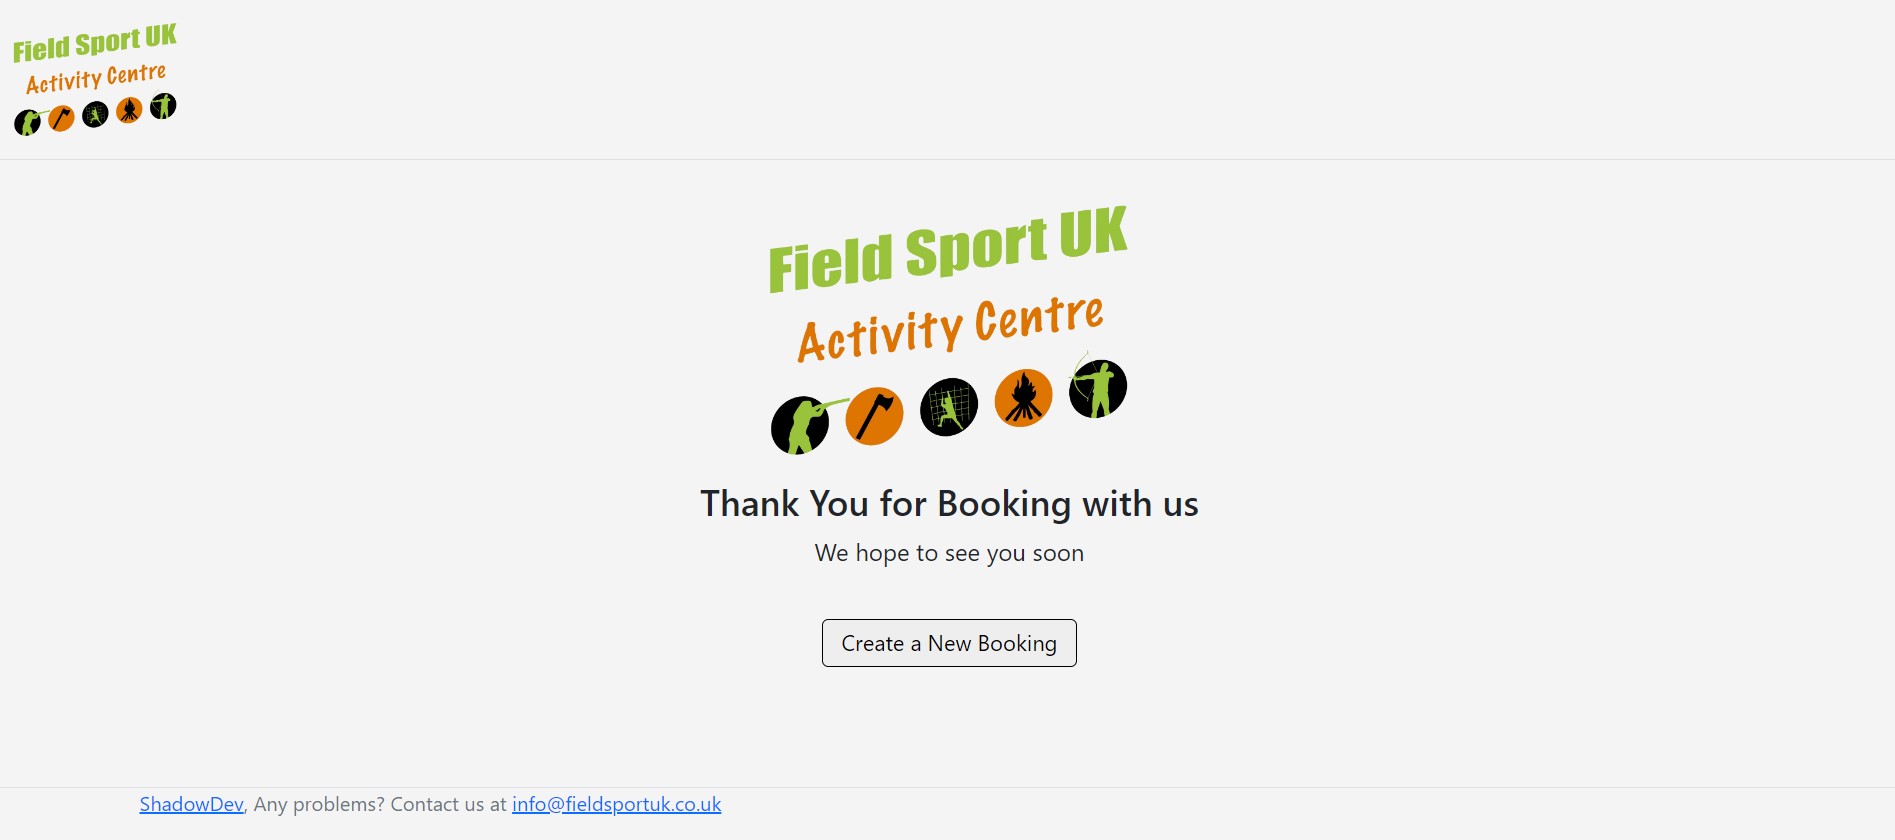 Field Sport UK
Activity Centre
Field Sport UK
Activity Centre
Thank You for Booking with us
We hope to see you soon
Create a New Booking
ShadowDev, Any problems? Contact us at info@fieldsportuk.co.uk